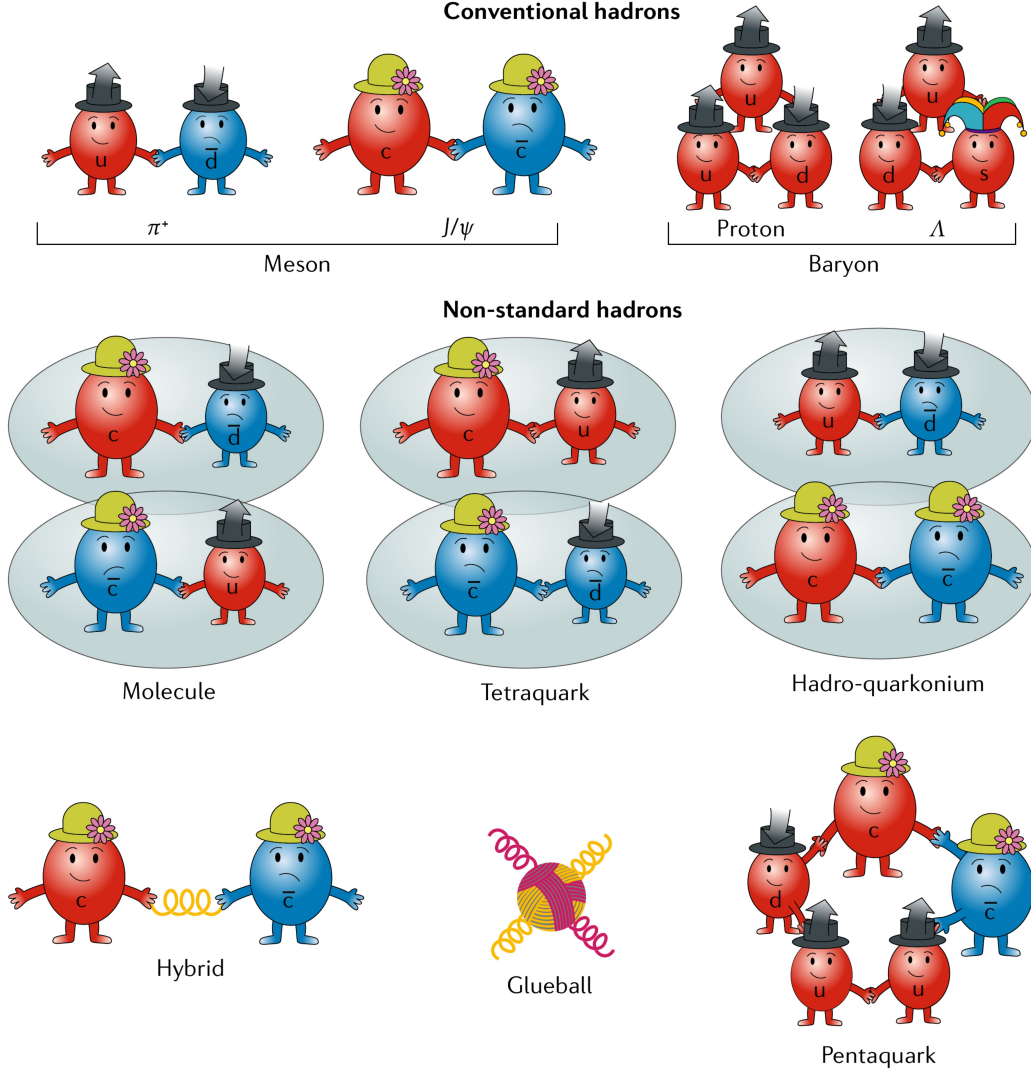 Conventional hadrons
u d̅ c c̅ u u d u d s
π⁺ J/ψ Proton Λ
Meson Baryon
Non-standard hadrons
c d̅ c u u d̅
c̅ u c̅ d̅ c c̅
Molecule Tetraquark Hadro-quarkonium
c c̅ c d c̅ u u
Hybrid Glueball
Pentaquark